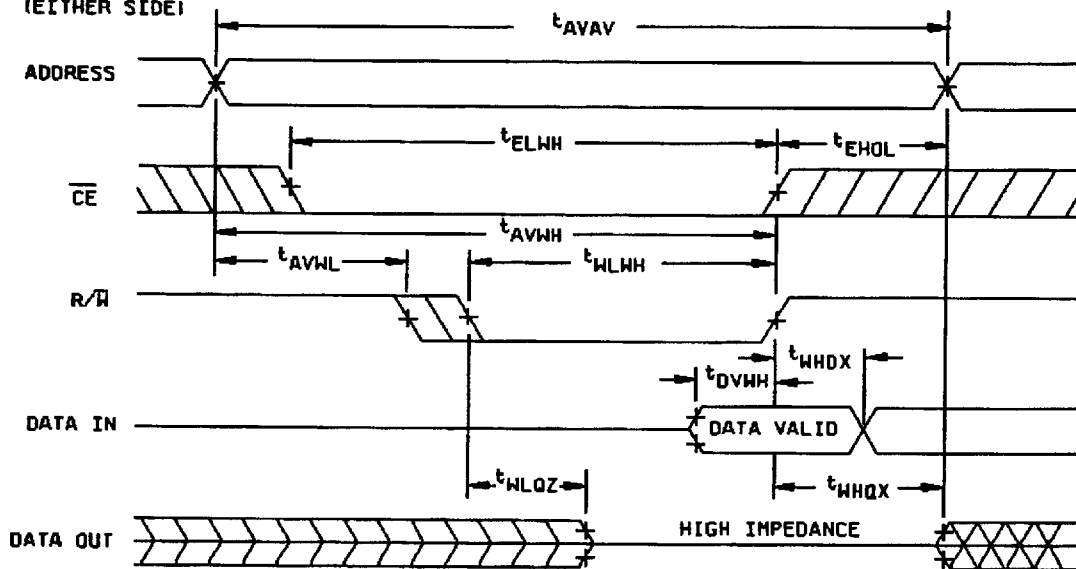 (EITHER SIDE)
tAVAV
ADDRESS
tELWH
tEHOL
CE
tAVWH
tAVWL
tWLWH
R/W
tWHDX
tDVWH
DATA IN
DATA VALID
tWLQZ
tWHQX
DATA OUT
HIGH IMPEDANCE